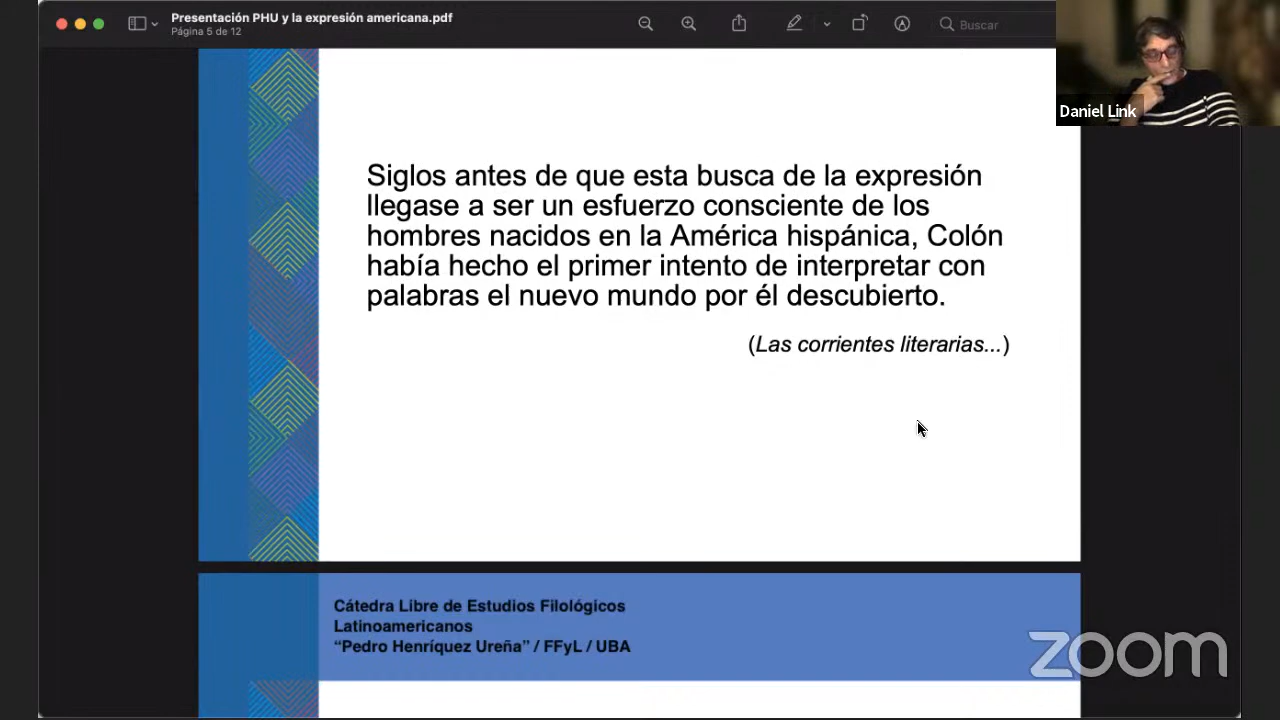 Presentación PHU y la expresión americana.pdf
Página 5 de 12
Buscar
Daniel Link
Siglos antes de que esta busca de la expresión
llegase a ser un esfuerzo consciente de los
hombres nacidos en la América hispánica, Colón
había hecho el primer intento de interpretar con
palabras el nuevo mundo por él descubierto.
(Las corrientes literarias...)
Cátedra Libre de Estudios Filológicos
Latinoamericanos
“Pedro Henríquez Ureña” / FFyL / UBA
zoom